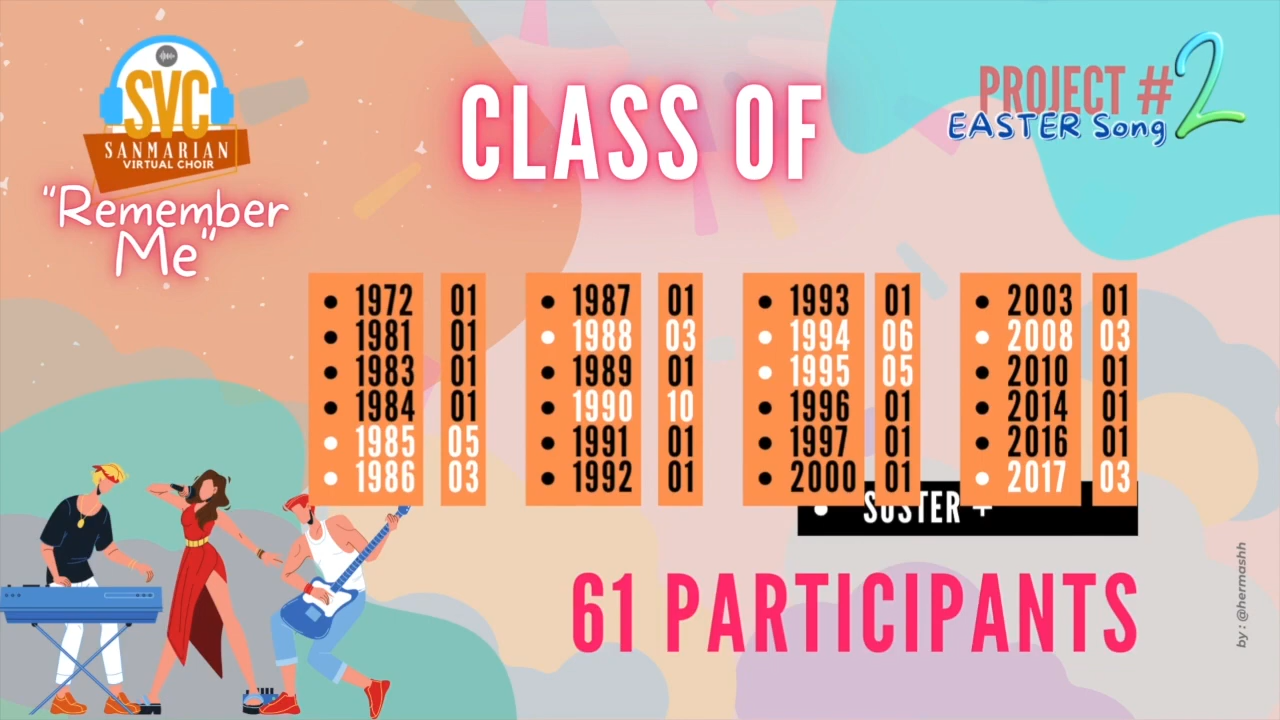 SVC
SANMARIAN
VIRTUAL CHOIR
"Remember
Me"
CLASS OF
PROJECT #2
EASTER Song
• 1972 01
• 1981 01
• 1983 01
• 1984 01
• 1985 05
• 1986 03
• 1987 01
• 1988 03
• 1989 01
• 1990 10
• 1991 01
• 1992 01
• 1993 01
• 1994 06
• 1995 05
• 1996 01
• 1997 01
• 2000 01
• 2003 01
• 2008 03
• 2010 01
• 2014 01
• 2016 01
• 2017 03
• SUSTER +
61 PARTICIPANTS
by : @hermashh